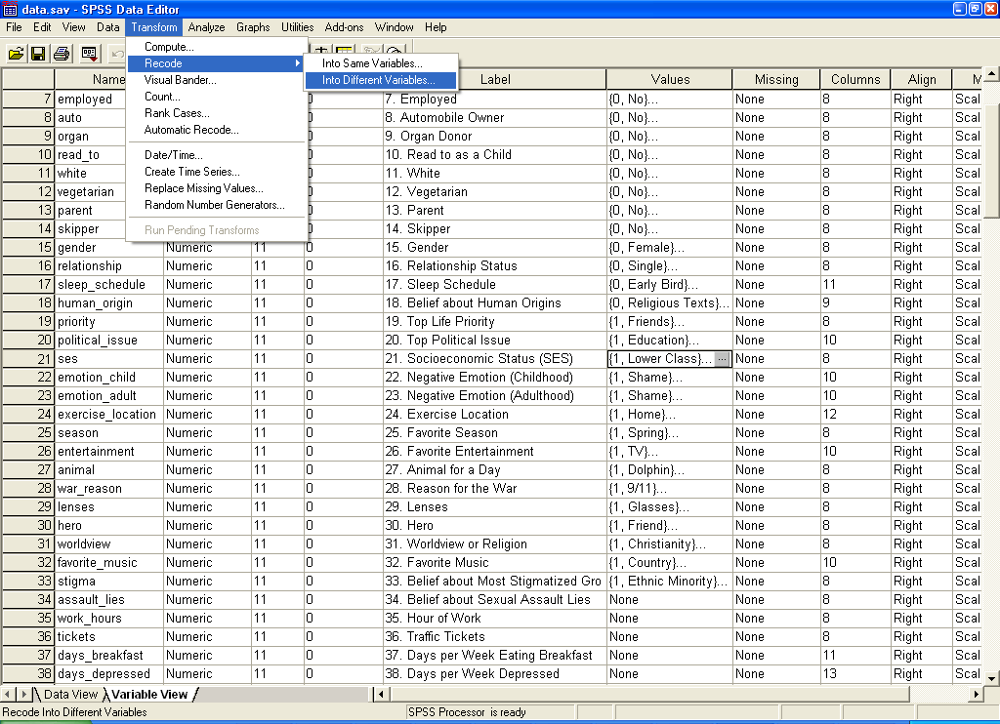 data.sav - SPSS Data Editor
File Edit View Data Transform Analyze Graphs Utilities Add-ons Window Help
Compute...
Recode
Into Same Variables...
Into Different Variables...
Visual Bander...
Count...
Rank Cases...
Automatic Recode...
Date/Time...
Create Time Series...
Replace Missing Values...
Random Number Generators...
Run Pending Transforms
Name Label Values Missing Columns Align M
7 employed 0 7. Employed {0, No}... None 8 Right Scal
8 auto 8. Automobile Owner {0, No}... None 8 Right Scal
9 organ 9. Organ Donor {0, No}... None 8 Right Scal
10 read_to 10. Read to as a Child {0, No}... None 8 Right Scal
11 white 11. White {0, No}... None 8 Right Scal
12 vegetarian 12. Vegetarian {0, No}... None 8 Right Scal
13 parent 13. Parent {0, No}... None 8 Right Scal
14 skipper 14. Skipper {0, No}... None 8 Right Scal
15 gender Numeric 11 0 15. Gender {0, Female}... None 8 Right Scal
16 relationship Numeric 11 0 16. Relationship Status {0, Single}... None 8 Right Scal
17 sleep_schedule Numeric 11 0 17. Sleep Schedule {0, Early Bird}... None 11 Right Scal
18 human_origin Numeric 11 0 18. Belief about Human Origins {0, Religious Texts}... None 9 Right Scal
19 priority Numeric 11 0 19. Top Life Priority {1, Friends}... None 8 Right Scal
20 political_issue Numeric 11 0 20. Top Political Issue {1, Education}... None 10 Right Scal
21 ses Numeric 11 0 21. Socioeconomic Status (SES) {1, Lower Class}... ... None 8 Right Scal
22 emotion_child Numeric 11 0 22. Negative Emotion (Childhood) {1, Shame}... None 10 Right Scal
23 emotion_adult Numeric 11 0 23. Negative Emotion (Adulthood) {1, Shame}... None 10 Right Scal
24 exercise_location Numeric 11 0 24. Exercise Location {1, Home}... None 12 Right Scal
25 season Numeric 11 0 25. Favorite Season {1, Spring}... None 8 Right Scal
26 entertainment Numeric 11 0 26. Favorite Entertainment {1, TV}... None 10 Right Scal
27 animal Numeric 11 0 27. Animal for a Day {1, Dolphin}... None 8 Right Scal
28 war_reason Numeric 11 0 28. Reason for the War {1, 9/11}... None 8 Right Scal
29 lenses Numeric 11 0 29. Lenses {1, Glasses}... None 8 Right Scal
30 hero Numeric 11 0 30. Hero {1, Friend}... None 8 Right Scal
31 worldview Numeric 11 0 31. Worldview or Religion {1, Christianity}... None 8 Right Scal
32 favorite_music Numeric 11 0 32. Favorite Music {1, Country}... None 10 Right Scal
33 stigma Numeric 11 0 33. Belief about Most Stigmatized Gro {1, Ethnic Minority}... None 8 Right Scal
34 assault_lies Numeric 11 0 34. Belief about Sexual Assault Lies None None 8 Right Scal
35 work_hours Numeric 11 0 35. Hour of Work None None 8 Right Scal
36 tickets Numeric 11 0 36. Traffic Tickets None None 8 Right Scal
37 days_breakfast Numeric 11 0 37. Days per Week Eating Breakfast None None 11 Right Scal
38 days_depressed Numeric 11 0 38. Days per Week Depressed None None 13 Right Scal
Data View Variable View
Recode Into Different Variables SPSS Processor is ready